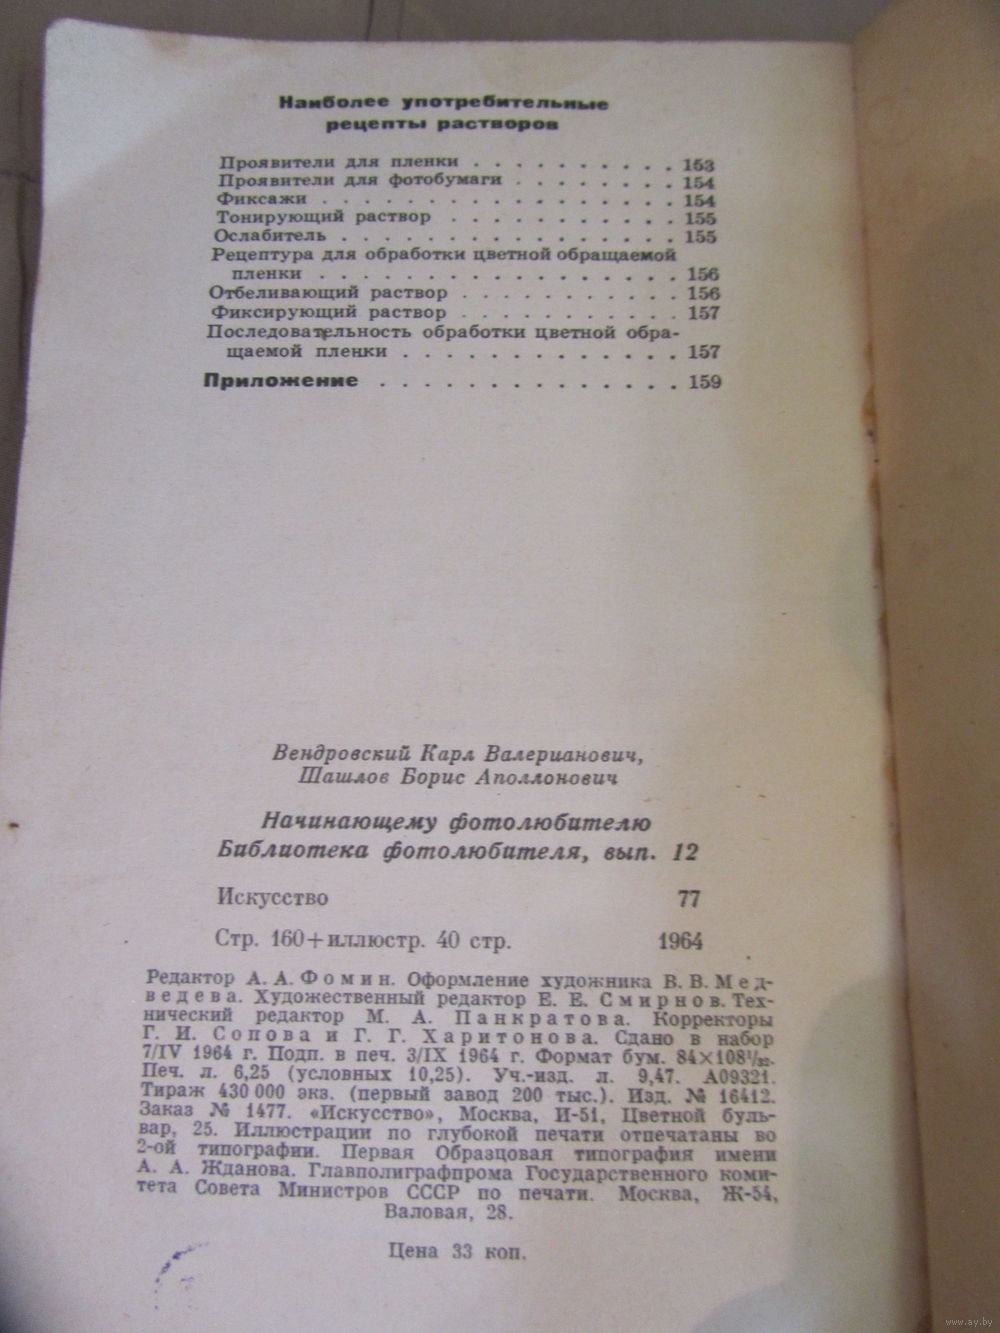 Наиболее употребительные
рецепты растворов
Проявители для пленки . . . . . . . . . . 153
Проявители для фотобумаги . . . . . . . . 154
Фиксажи . . . . . . . . . . . . . . . . . 154
Тонирующий раствор . . . . . . . . . . . 155
Ослабитель . . . . . . . . . . . . . . . . 155
Рецептура для обработки цветной обращаемой
пленки . . . . . . . . . . . . . . . . . 156
Отбеливающий раствор . . . . . . . . . . 156
Фиксирующий раствор . . . . . . . . . . 157
Последовательность обработки цветной обра-
щаемой пленки . . . . . . . . . . . . . 157
Приложение . . . . . . . . . . . . . . 159
Вендровский Карл Валерианович,
Шашлов Борис Аполлонович
Начинающему фотолюбителю
Библиотека фотолюбителя, вып. 12
Искусство 77
Стр. 160+иллюстр. 40 стр. 1964
Редактор А. А. Фомин. Оформление художника В. В. Мед-
ведева. Художественный редактор Е. Е. Смирнов. Тех-
нический редактор М. А. Панкратова. Корректоры
Г. И. Сопова и Г. Г. Харитонова. Сдано в набор
7/IV 1964 г. Подп. в печ. 3/IX 1964 г. Формат бум. 84×108¹/₃₂.
Печ. л. 6,25 (условных 10,25). Уч.-изд. л. 9,47. А09321.
Тираж 430 000 экз. (первый завод 200 тыс.). Изд. № 16412.
Заказ № 1477. «Искусство», Москва, И-51, Цветной буль-
вар, 25. Иллюстрации по глубокой печати отпечатаны во
2-ой типографии. Первая Образцовая типография имени
А. А. Жданова. Главполиграфпрома Государственного коми-
тета Совета Министров СССР по печати. Москва, Ж-54,
Валовая, 28.
Цена 33 коп.
www.ay.by